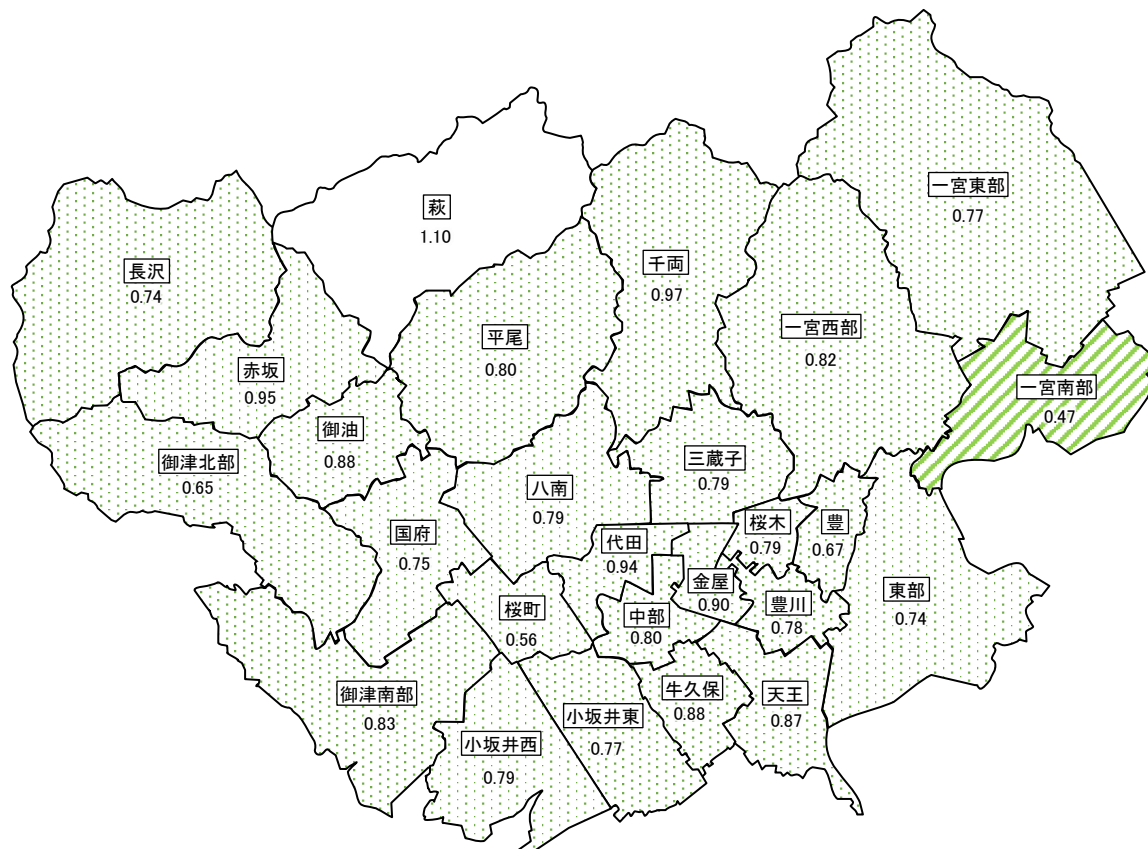 一宮東部
0.77
萩
1.10
長沢
0.74
千両
0.97
一宮西部
0.82
平尾
0.80
赤坂
0.95
一宮南部
0.47
御油
0.88
御津北部
0.65
三蔵子
0.79
八南
0.79
国府
0.75
桜木
0.79
豊
0.67
代田
0.94
金屋
0.90
東部
0.74
桜町
0.56
中部
0.80
豊川
0.78
御津南部
0.83
牛久保
0.88
天王
0.87
小坂井東
0.77
小坂井西
0.79